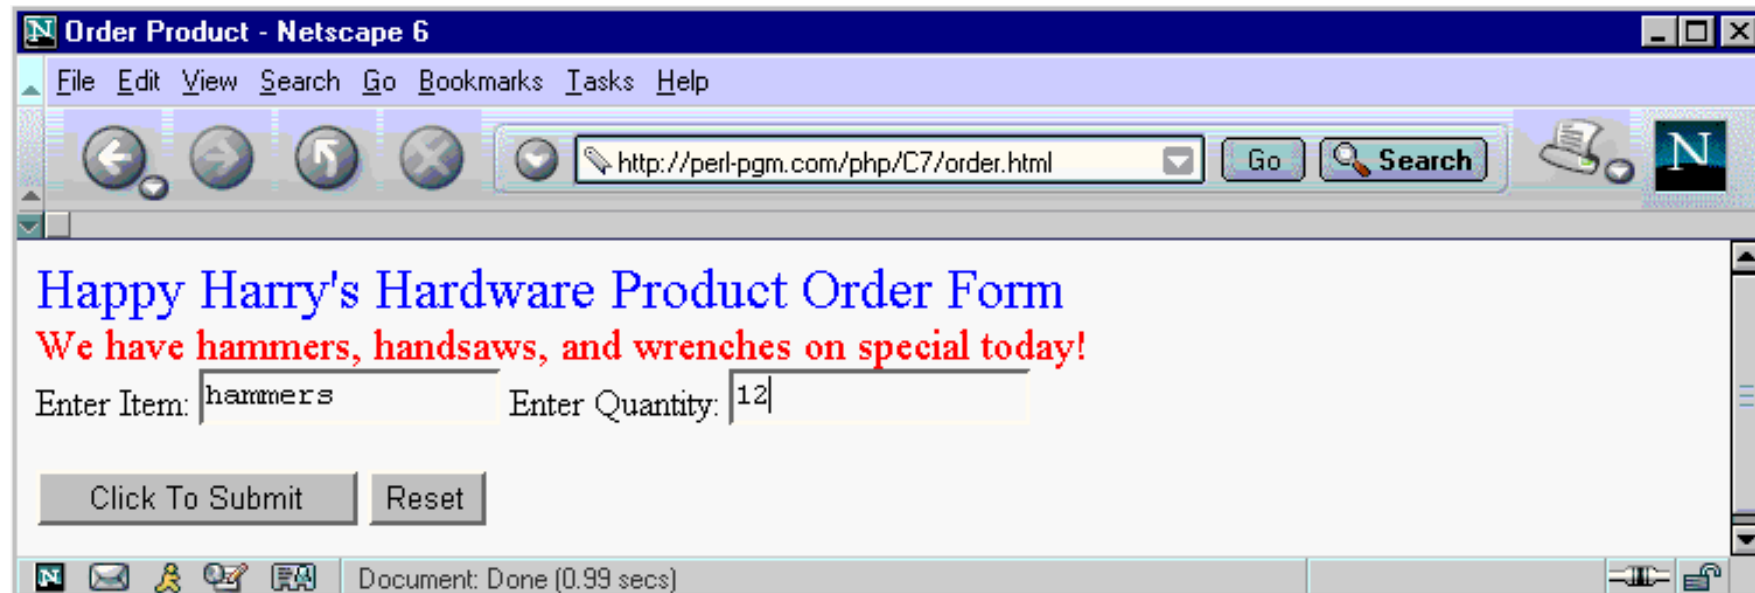 N Order Product - Netscape 6
File Edit View Search Go Bookmarks Tasks Help
http://perl-pgm.com/php/C7/order.html Go Search N
Happy Harry's Hardware Product Order Form
We have hammers, handsaws, and wrenches on special today!
Enter Item: hammers Enter Quantity: 12
Click To Submit Reset
N Document: Done (0.99 secs)